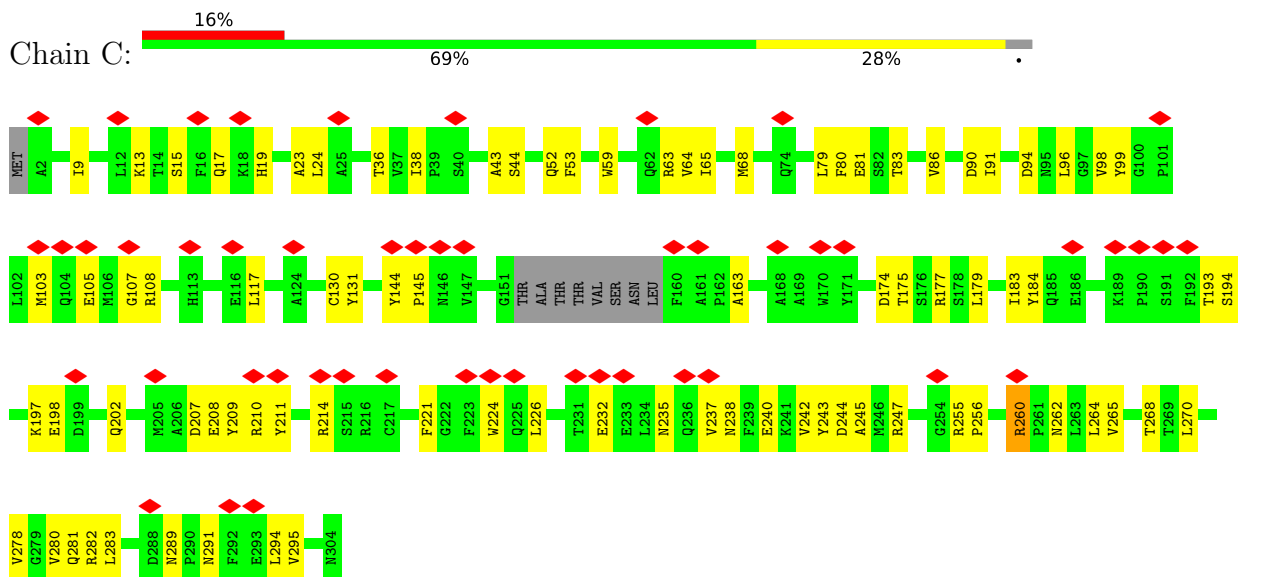 16%
Chain C:
69% 28% •
MET A2 I9 L12 K13 T14 S15 F16 Q17 K18 H19 A23 L24 A25 T36 V37 I38 P39 S40 A43 S44 Q52 F53 W59 Q62 R63 V64 I65 M68 Q74 L79 F80 E81 S82 T83 V86 D90 I91 D94 N95 L96 G97 V98 Y99 G100 P101
L102 M103 Q104 E105 M106 G107 R108 H113 E116 L117 A124 C130 Y131 Y144 P145 N146 V147 G151 THR ALA THR THR VAL SER ASN LEU F160 A161 P162 A163 A168 A169 W170 Y171 D174 T175 S176 R177 S178 L179 I183 Y184 Q185 E186 K189 P190 S191 F192 T193 S194
K197 E198 D199 Q202 M205 A206 D207 E208 Y209 R210 Y211 R214 S215 R216 C217 F221 G222 F223 W224 Q225 L226 T231 E232 E233 L234 N235 Q236 V237 N238 F239 E240 K241 V242 Y243 D244 A245 M246 R247 G254 R255 P256 R260 P261 N262 L263 L264 V265 T268 T269 L270
V278 G279 V280 Q281 R282 L283 D288 N289 P290 N291 F292 E293 L294 V295 N304